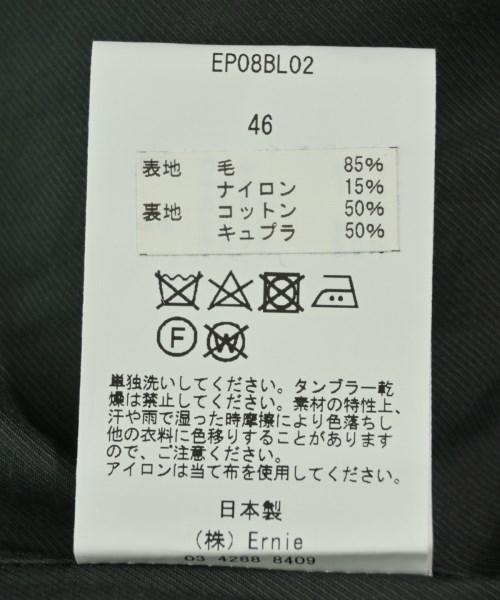 EP08BL02
46
表地 毛 85%
ナイロン 15%
裏地 コットン 50%
キュプラ 50%
F W
単独洗いしてください。タンブラー乾
燥は禁止してください。素材の特性上、
汗や雨で湿った時摩擦により色落ちし
他の衣料に色移りすることがあります
ので、ご注意ください。
アイロンは当て布を使用してください。
日本製
(株) Ernie
03 4288 8409